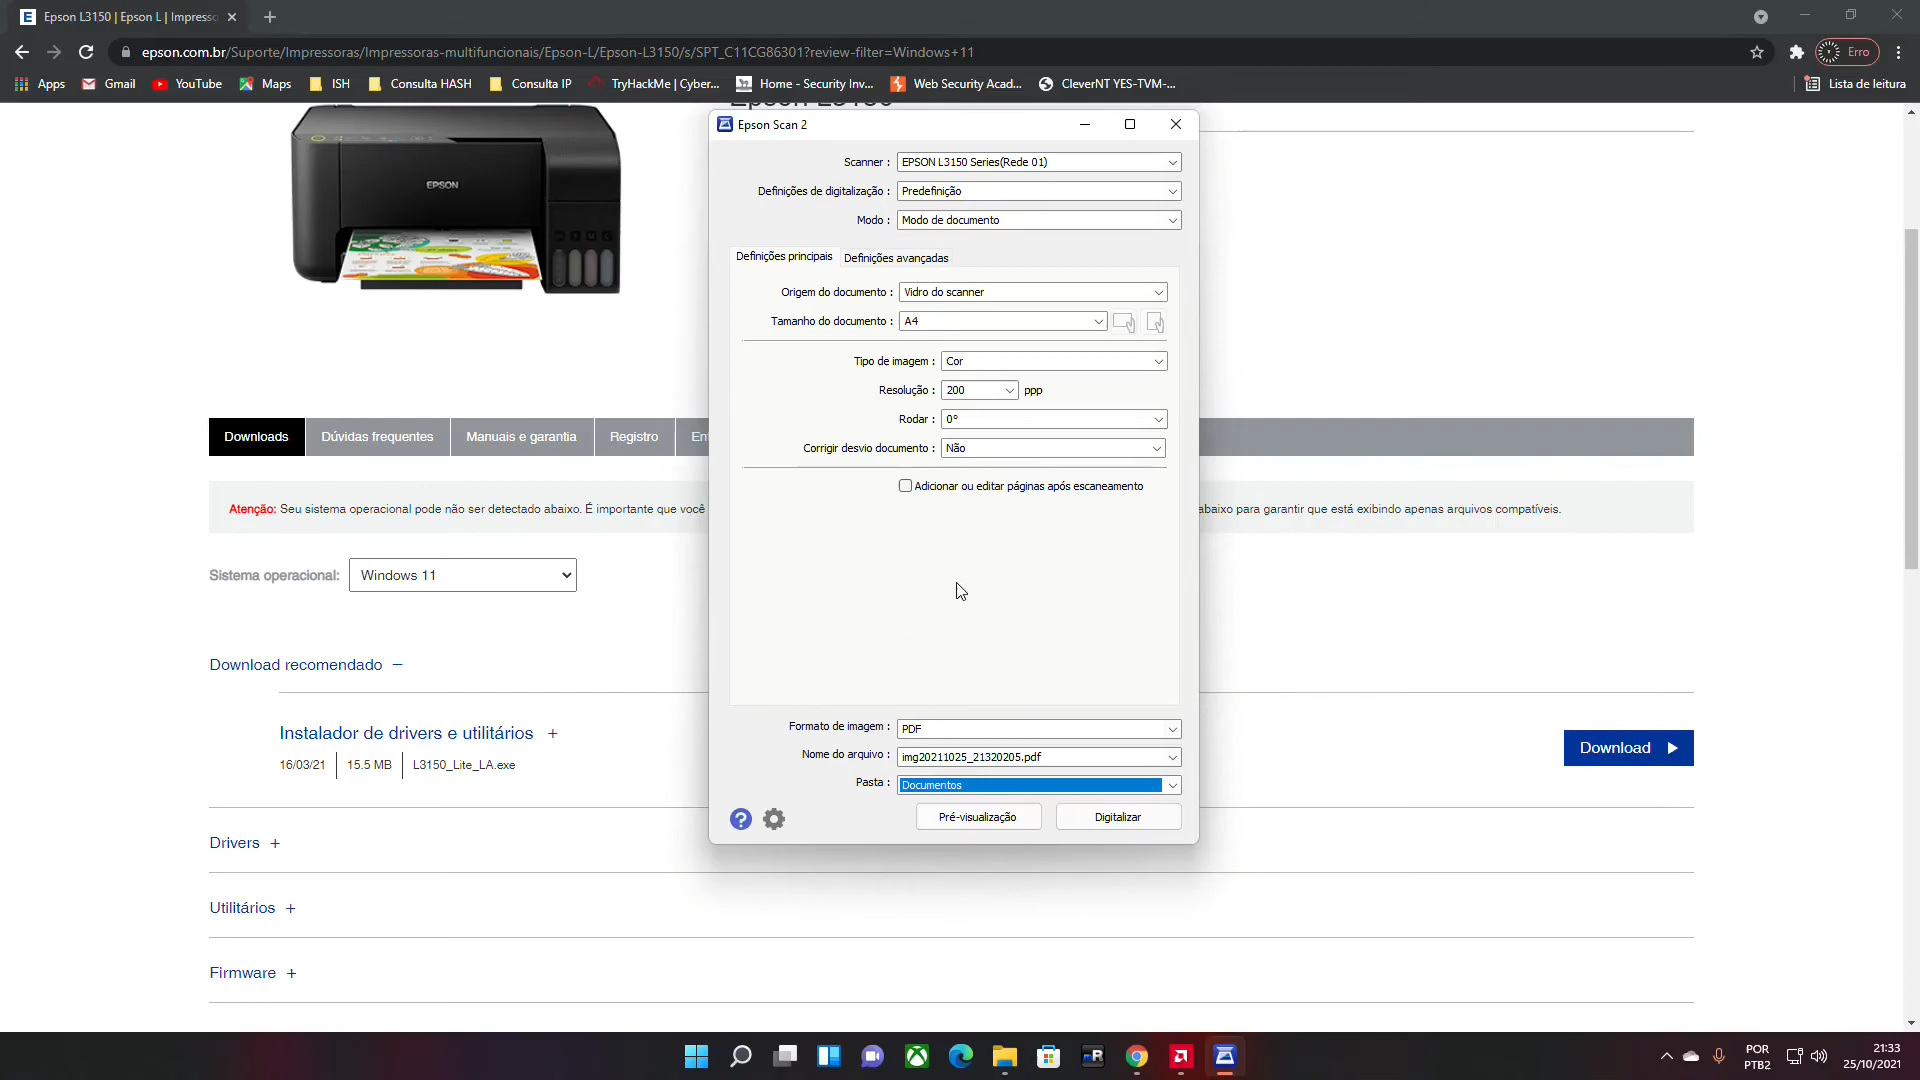 Epson L3150 | Epson L | Impresso
epson.com.br/Suporte/Impressoras/Impressoras-multifuncionais/Epson-L/Epson-L3150/s/SPT_C11CG86301?review-filter=Windows+11
Erro
Apps
Gmail
YouTube
Maps
ISH
Consulta HASH
Consulta IP
TryHackMe | Cyber...
Home - Security Inv...
Web Security Acad...
CleverNT YES-TVM-...
Lista de leitura
Epson L3150
EPSON
Epson Scan 2
Scanner :
EPSON L3150 Series(Rede 01)
Definições de digitalização :
Predefinição
Modo :
Modo de documento
Definições principais
Definições avançadas
Origem do documento :
Vidro do scanner
Tamanho do documento :
A4
Tipo de imagem :
Cor
Resolução :
200
ppp
Rodar :
0°
Corrigir desvio documento :
Não
Adicionar ou editar páginas após escaneamento
Formato de imagem :
PDF
Nome do arquivo :
img20211025_21320205.pdf
Pasta :
Documentos
Pré-visualização
Digitalizar
Downloads
Dúvidas frequentes
Manuais e garantia
Registro
En
Atenção: Seu sistema operacional pode não ser detectado abaixo. É importante que você
abaixo para garantir que está exibindo apenas arquivos compatíveis.
Sistema operacional:
Windows 11
Download recomendado −
Instalador de drivers e utilitários +
16/03/21
15.5 MB
L3150_Lite_LA.exe
Download
Drivers +
Utilitários +
Firmware +
POR
PTB2
21:33
25/10/2021